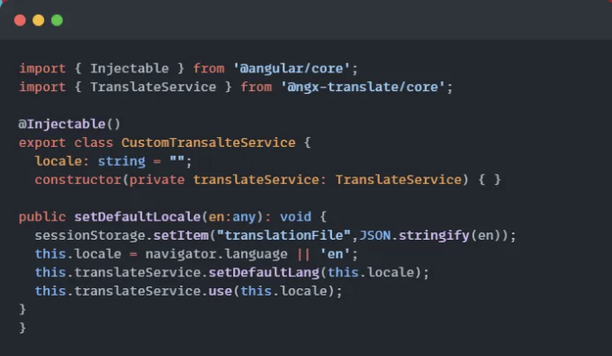 import { Injectable } from '@angular/core';
import { TranslateService } from '@ngx-translate/core';
@Injectable()
export class CustomTransalteService {
locale: string = "";
constructor(private translateService: TranslateService) { }
public setDefaultLocale(en:any): void {
sessionStorage.setItem("translationFile",JSON.stringify(en));
this.locale = navigator.language || 'en';
this.translateService.setDefaultLang(this.locale);
this.translateService.use(this.locale);
}
}